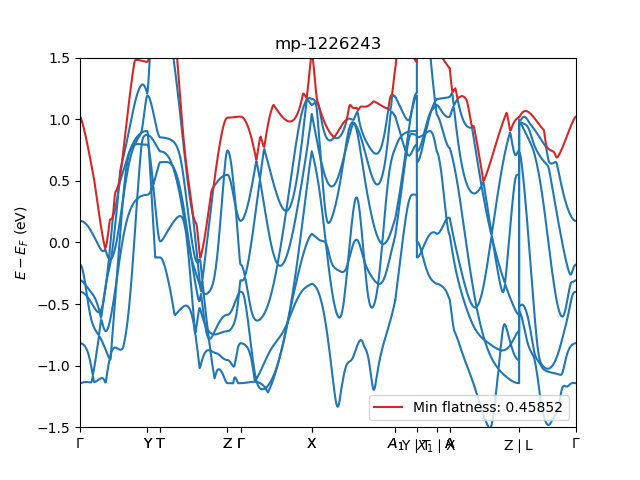 mp-1226243
1.5
1.0
0.5
0.0
−0.5
−1.0
−1.5
E − E_F (eV)
Min flatness: 0.45852
Γ Y T Z Γ X A₁ Z | L Γ